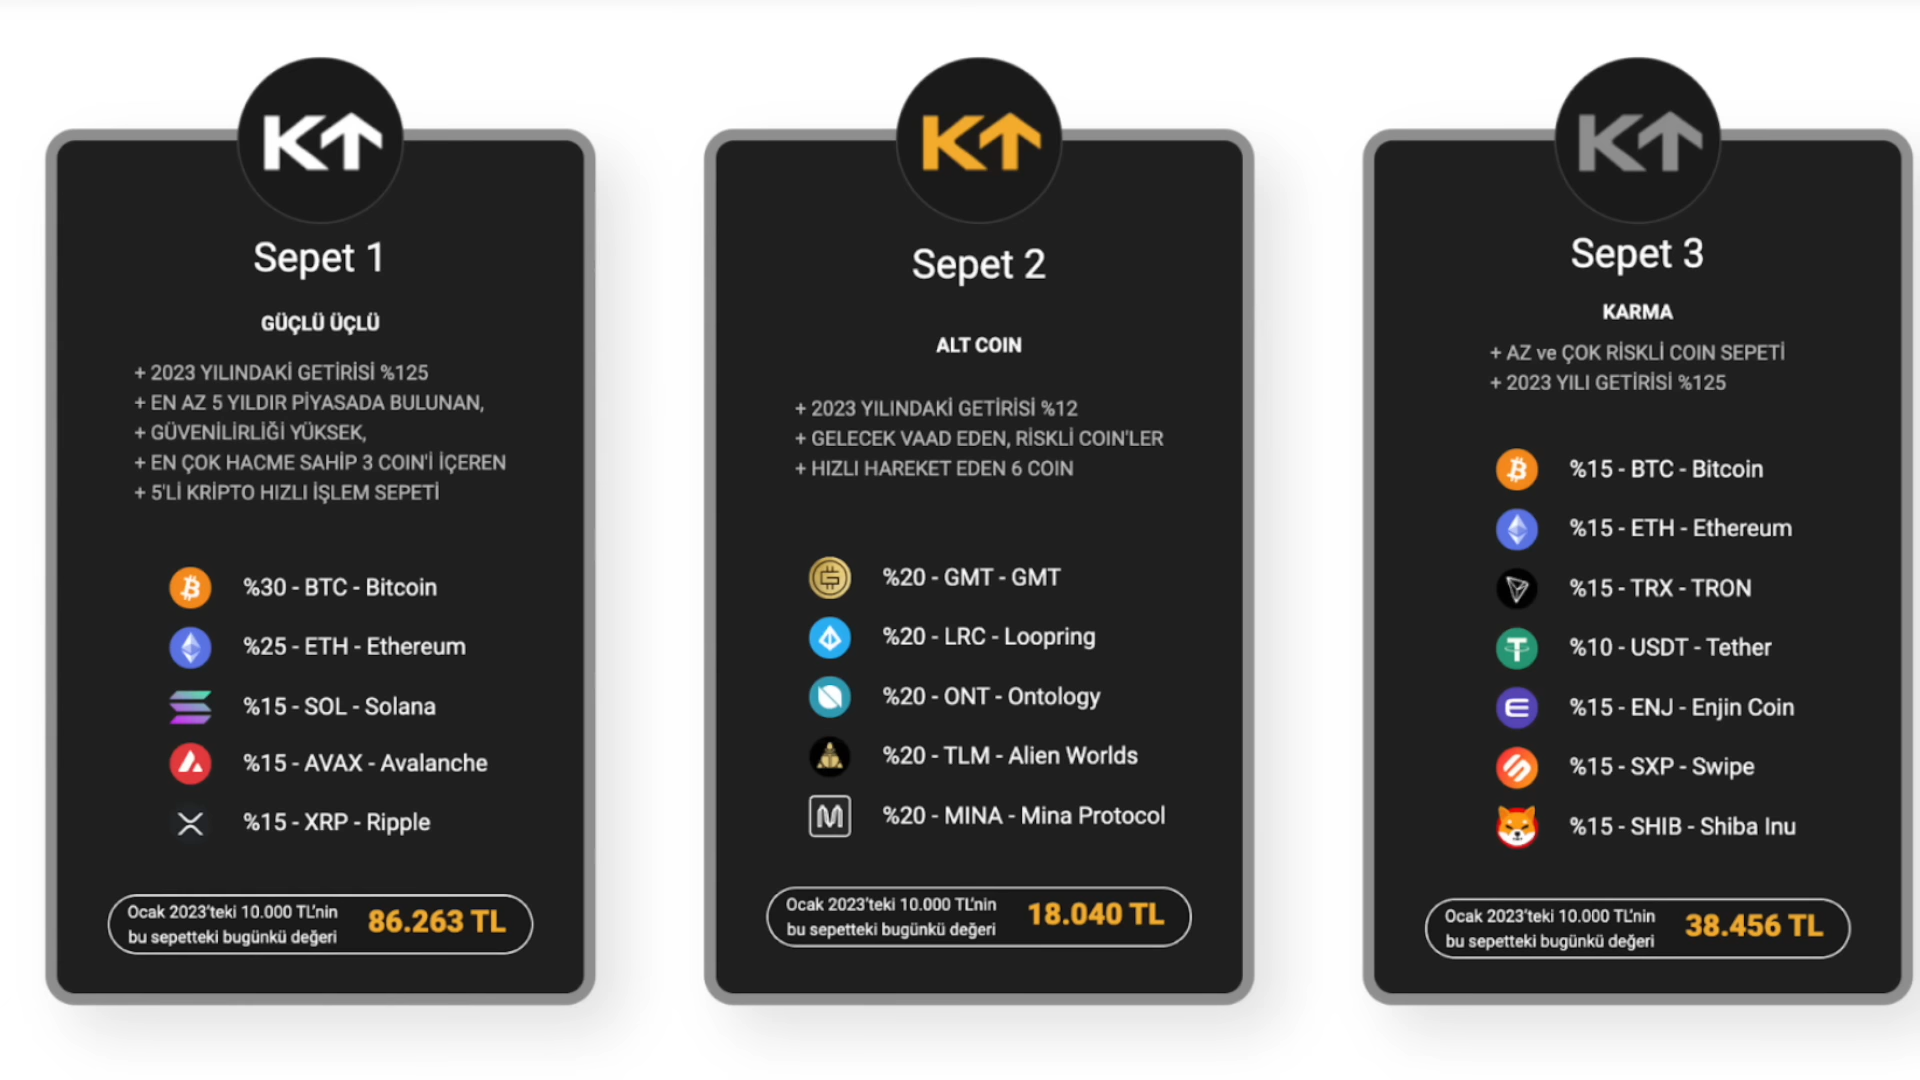 KT
Sepet 1
GÜÇLÜ ÜÇLÜ
+ 2023 YILINDAKİ GETİRİSİ %125
+ EN AZ 5 YILDIR PİYASADA BULUNAN,
+ GÜVENİLİRLİĞİ YÜKSEK,
+ EN ÇOK HACME SAHİP 3 COIN'İ İÇEREN
+ 5'Lİ KRİPTO HIZLI İŞLEM SEPETİ
%30 - BTC - Bitcoin
%25 - ETH - Ethereum
%15 - SOL - Solana
%15 - AVAX - Avalanche
%15 - XRP - Ripple
Ocak 2023'teki 10.000 TL'nin
bu sepetteki bugünkü değeri
86.263 TL
KT
Sepet 2
ALT COIN
+ 2023 YILINDAKİ GETİRİSİ %12
+ GELECEK VAAD EDEN, RİSKLİ COIN'LER
+ HIZLI HAREKET EDEN 6 COIN
%20 - GMT - GMT
%20 - LRC - Loopring
%20 - ONT - Ontology
%20 - TLM - Alien Worlds
%20 - MINA - Mina Protocol
Ocak 2023'teki 10.000 TL'nin
bu sepetteki bugünkü değeri
18.040 TL
KT
Sepet 3
KARMA
+ AZ ve ÇOK RİSKLİ COIN SEPETİ
+ 2023 YILI GETİRİSİ %125
%15 - BTC - Bitcoin
%15 - ETH - Ethereum
%15 - TRX - TRON
%10 - USDT - Tether
%15 - ENJ - Enjin Coin
%15 - SXP - Swipe
%15 - SHIB - Shiba Inu
Ocak 2023'teki 10.000 TL'nin
bu sepetteki bugünkü değeri
38.456 TL